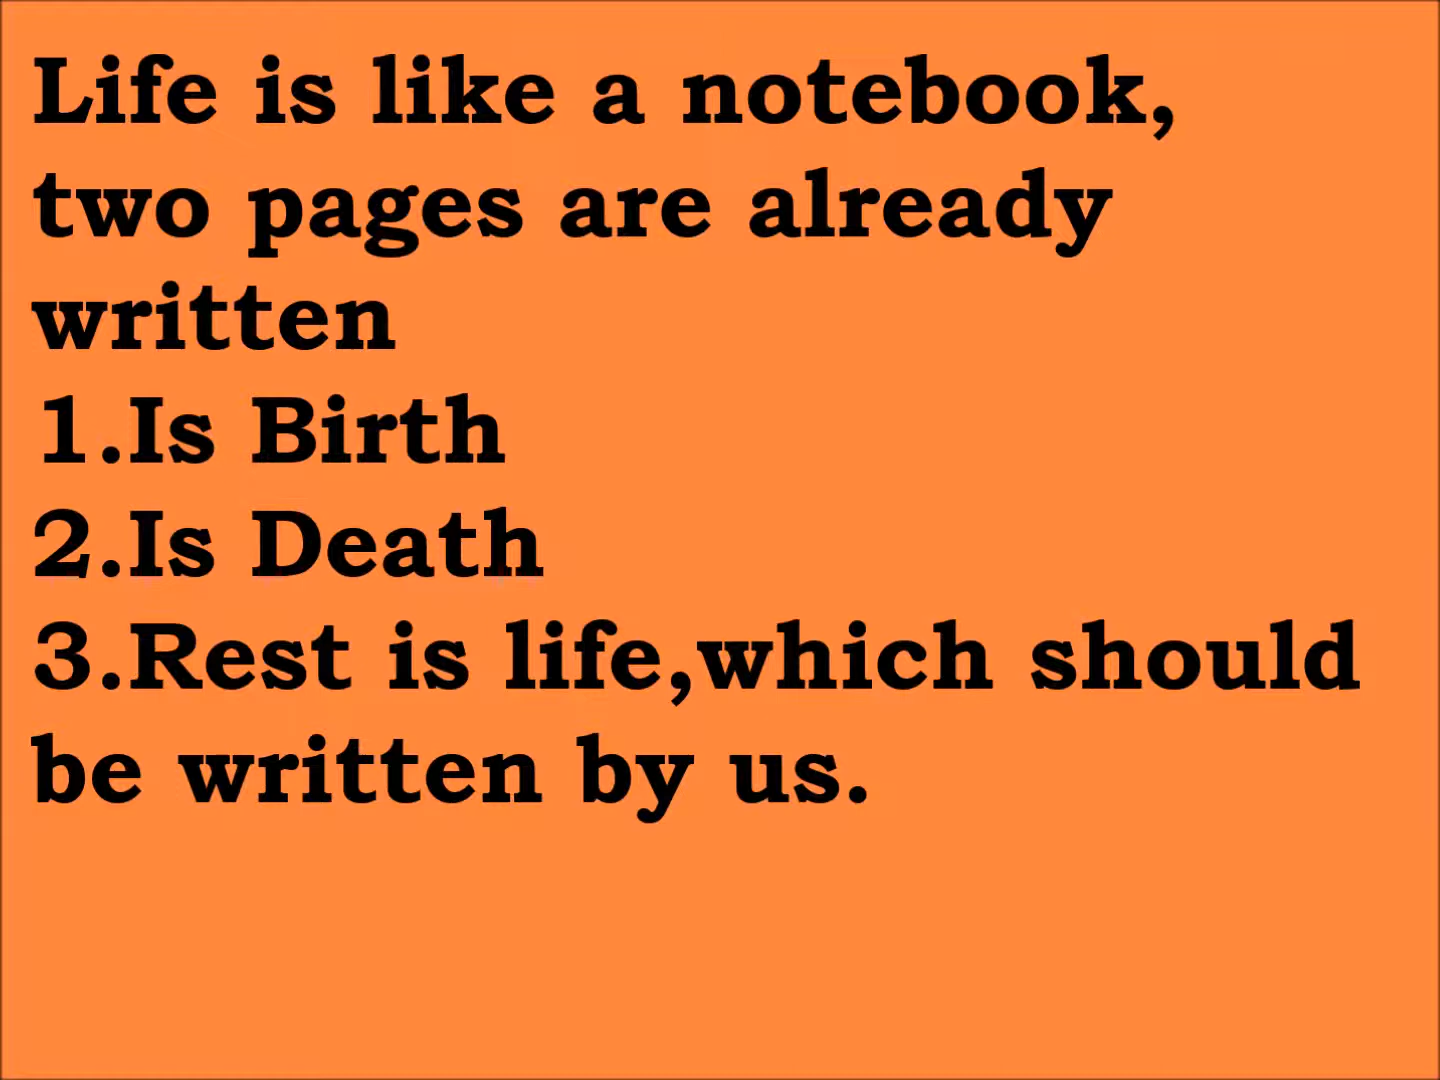 Life is like a notebook,
two pages are already
written
1.Is Birth
2.Is Death
3.Rest is life,which should
be written by us.